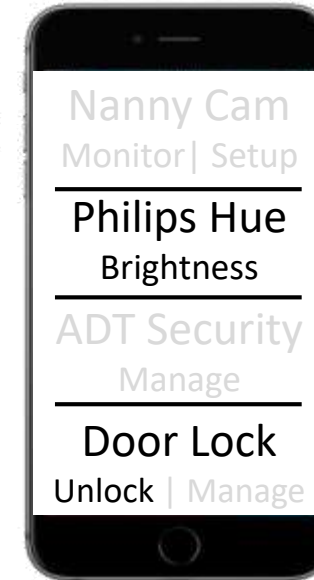 Nanny Cam
Monitor| Setup
Philips Hue
Brightness
ADT Security
Manage
Door Lock
Unlock | Manage